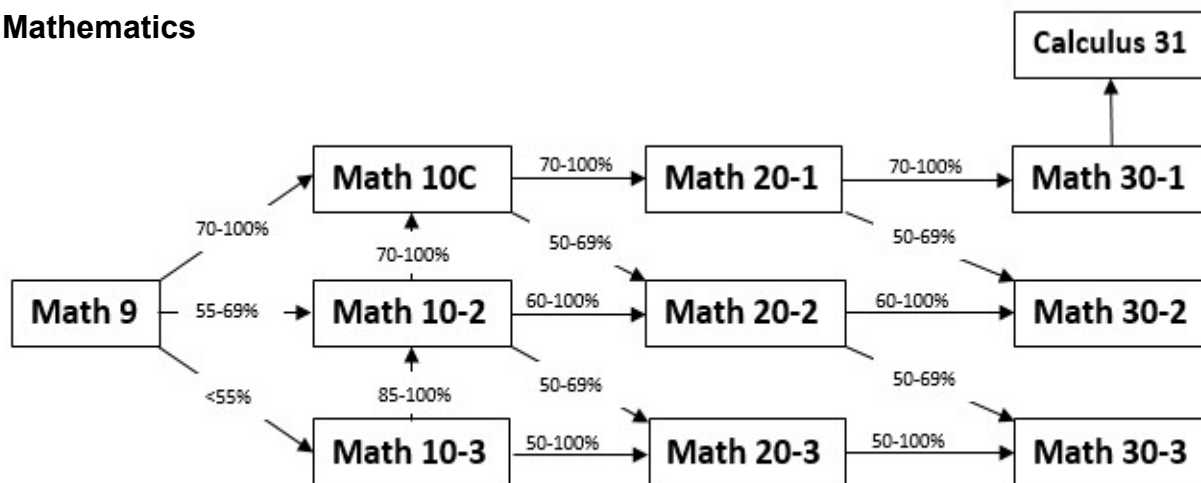 Mathematics
Calculus 31
Math 10C
70-100%
Math 20-1
70-100%
Math 30-1
70-100%
70-100%
50-69%
50-69%
Math 9
55-69%
Math 10-2
60-100%
Math 20-2
60-100%
Math 30-2
<55%
85-100%
50-69%
50-69%
Math 10-3
50-100%
Math 20-3
50-100%
Math 30-3